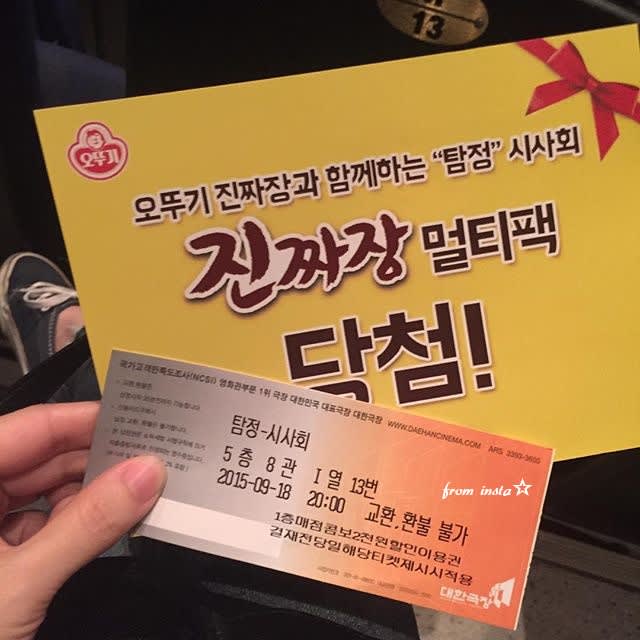 13
오뚜기
오뚜기 진짜장과 함께하는 "탐정" 시사회
진짜장 멀티팩
당첨!
국가고객만족도조사(NCSI) 영화관부문 1위 극장 대한민국 대표극장 대한극장 WWW.DAEHANCINEMA.COM ARS 3393-3500
탐정-시사회
5층 8관 I열 13번
2015-09-18 20:00 교환,환불 불가
1층매점콤보2천원할인이용권
결재전당일해당티켓제시시적용
대한극장
from insta☆